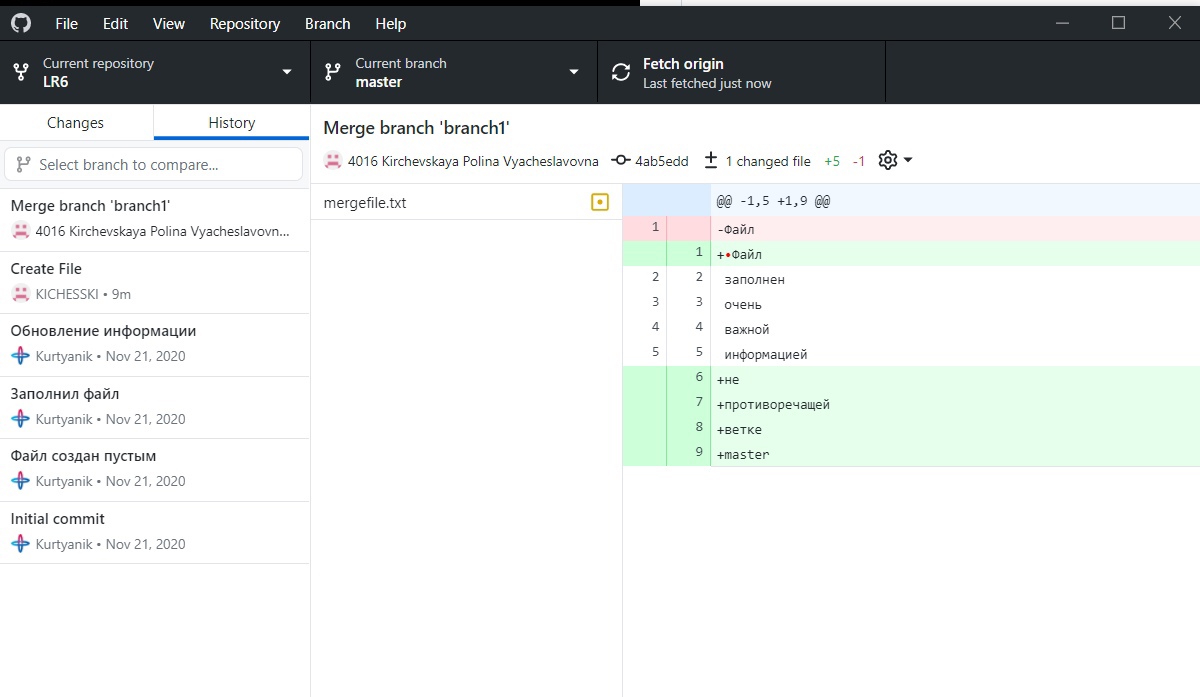 File Edit View Repository Branch Help
Current repository
LR6
Current branch
master
Fetch origin
Last fetched just now
Changes
History
Select branch to compare...
Merge branch 'branch1'
4016 Kirchevskaya Polina Vyacheslavovn...
Create File
KICHESSKI • 9m
Обновление информации
Kurtyanik • Nov 21, 2020
Заполнил файл
Kurtyanik • Nov 21, 2020
Файл создан пустым
Kurtyanik • Nov 21, 2020
Initial commit
Kurtyanik • Nov 21, 2020
Merge branch 'branch1'
4016 Kirchevskaya Polina Vyacheslavovna 4ab5edd 1 changed file +5 -1
mergefile.txt
@@ -1,5 +1,9 @@
1 -Файл
1 +•Файл
2 2 заполнен
3 3 очень
4 4 важной
5 5 информацией
6 +не
7 +противоречащей
8 +ветке
9 +master